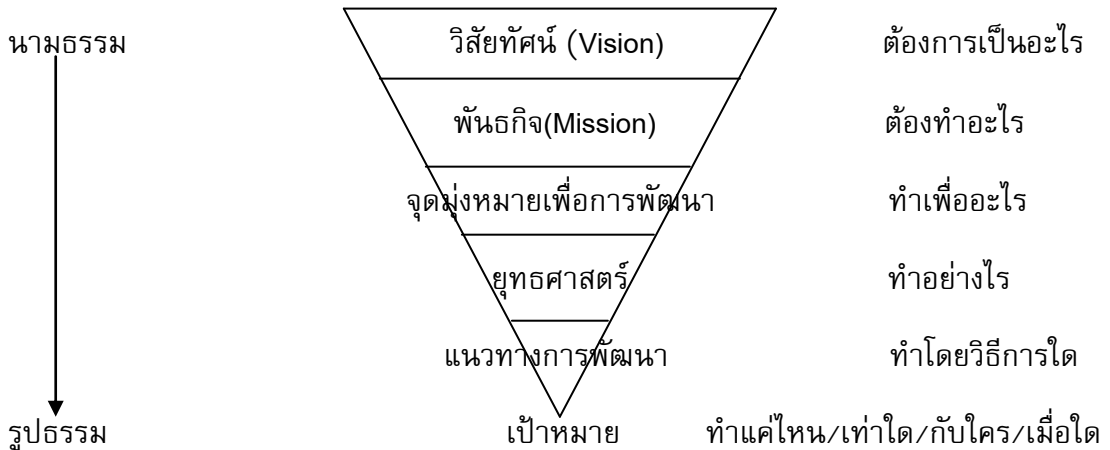 นามธรรม วิสัยทัศน์ (Vision) ต้องการเป็นอะไร
พันธกิจ(Mission) ต้องทำอะไร
จุดมุ่งหมายเพื่อการพัฒนา ทำเพื่ออะไร
ยุทธศาสตร์ ทำอย่างไร
แนวทางการพัฒนา ทำโดยวิธีการใด
รูปธรรม เป้าหมาย ทำแค่ไหน/เท่าใด/กับใคร/เมื่อใด